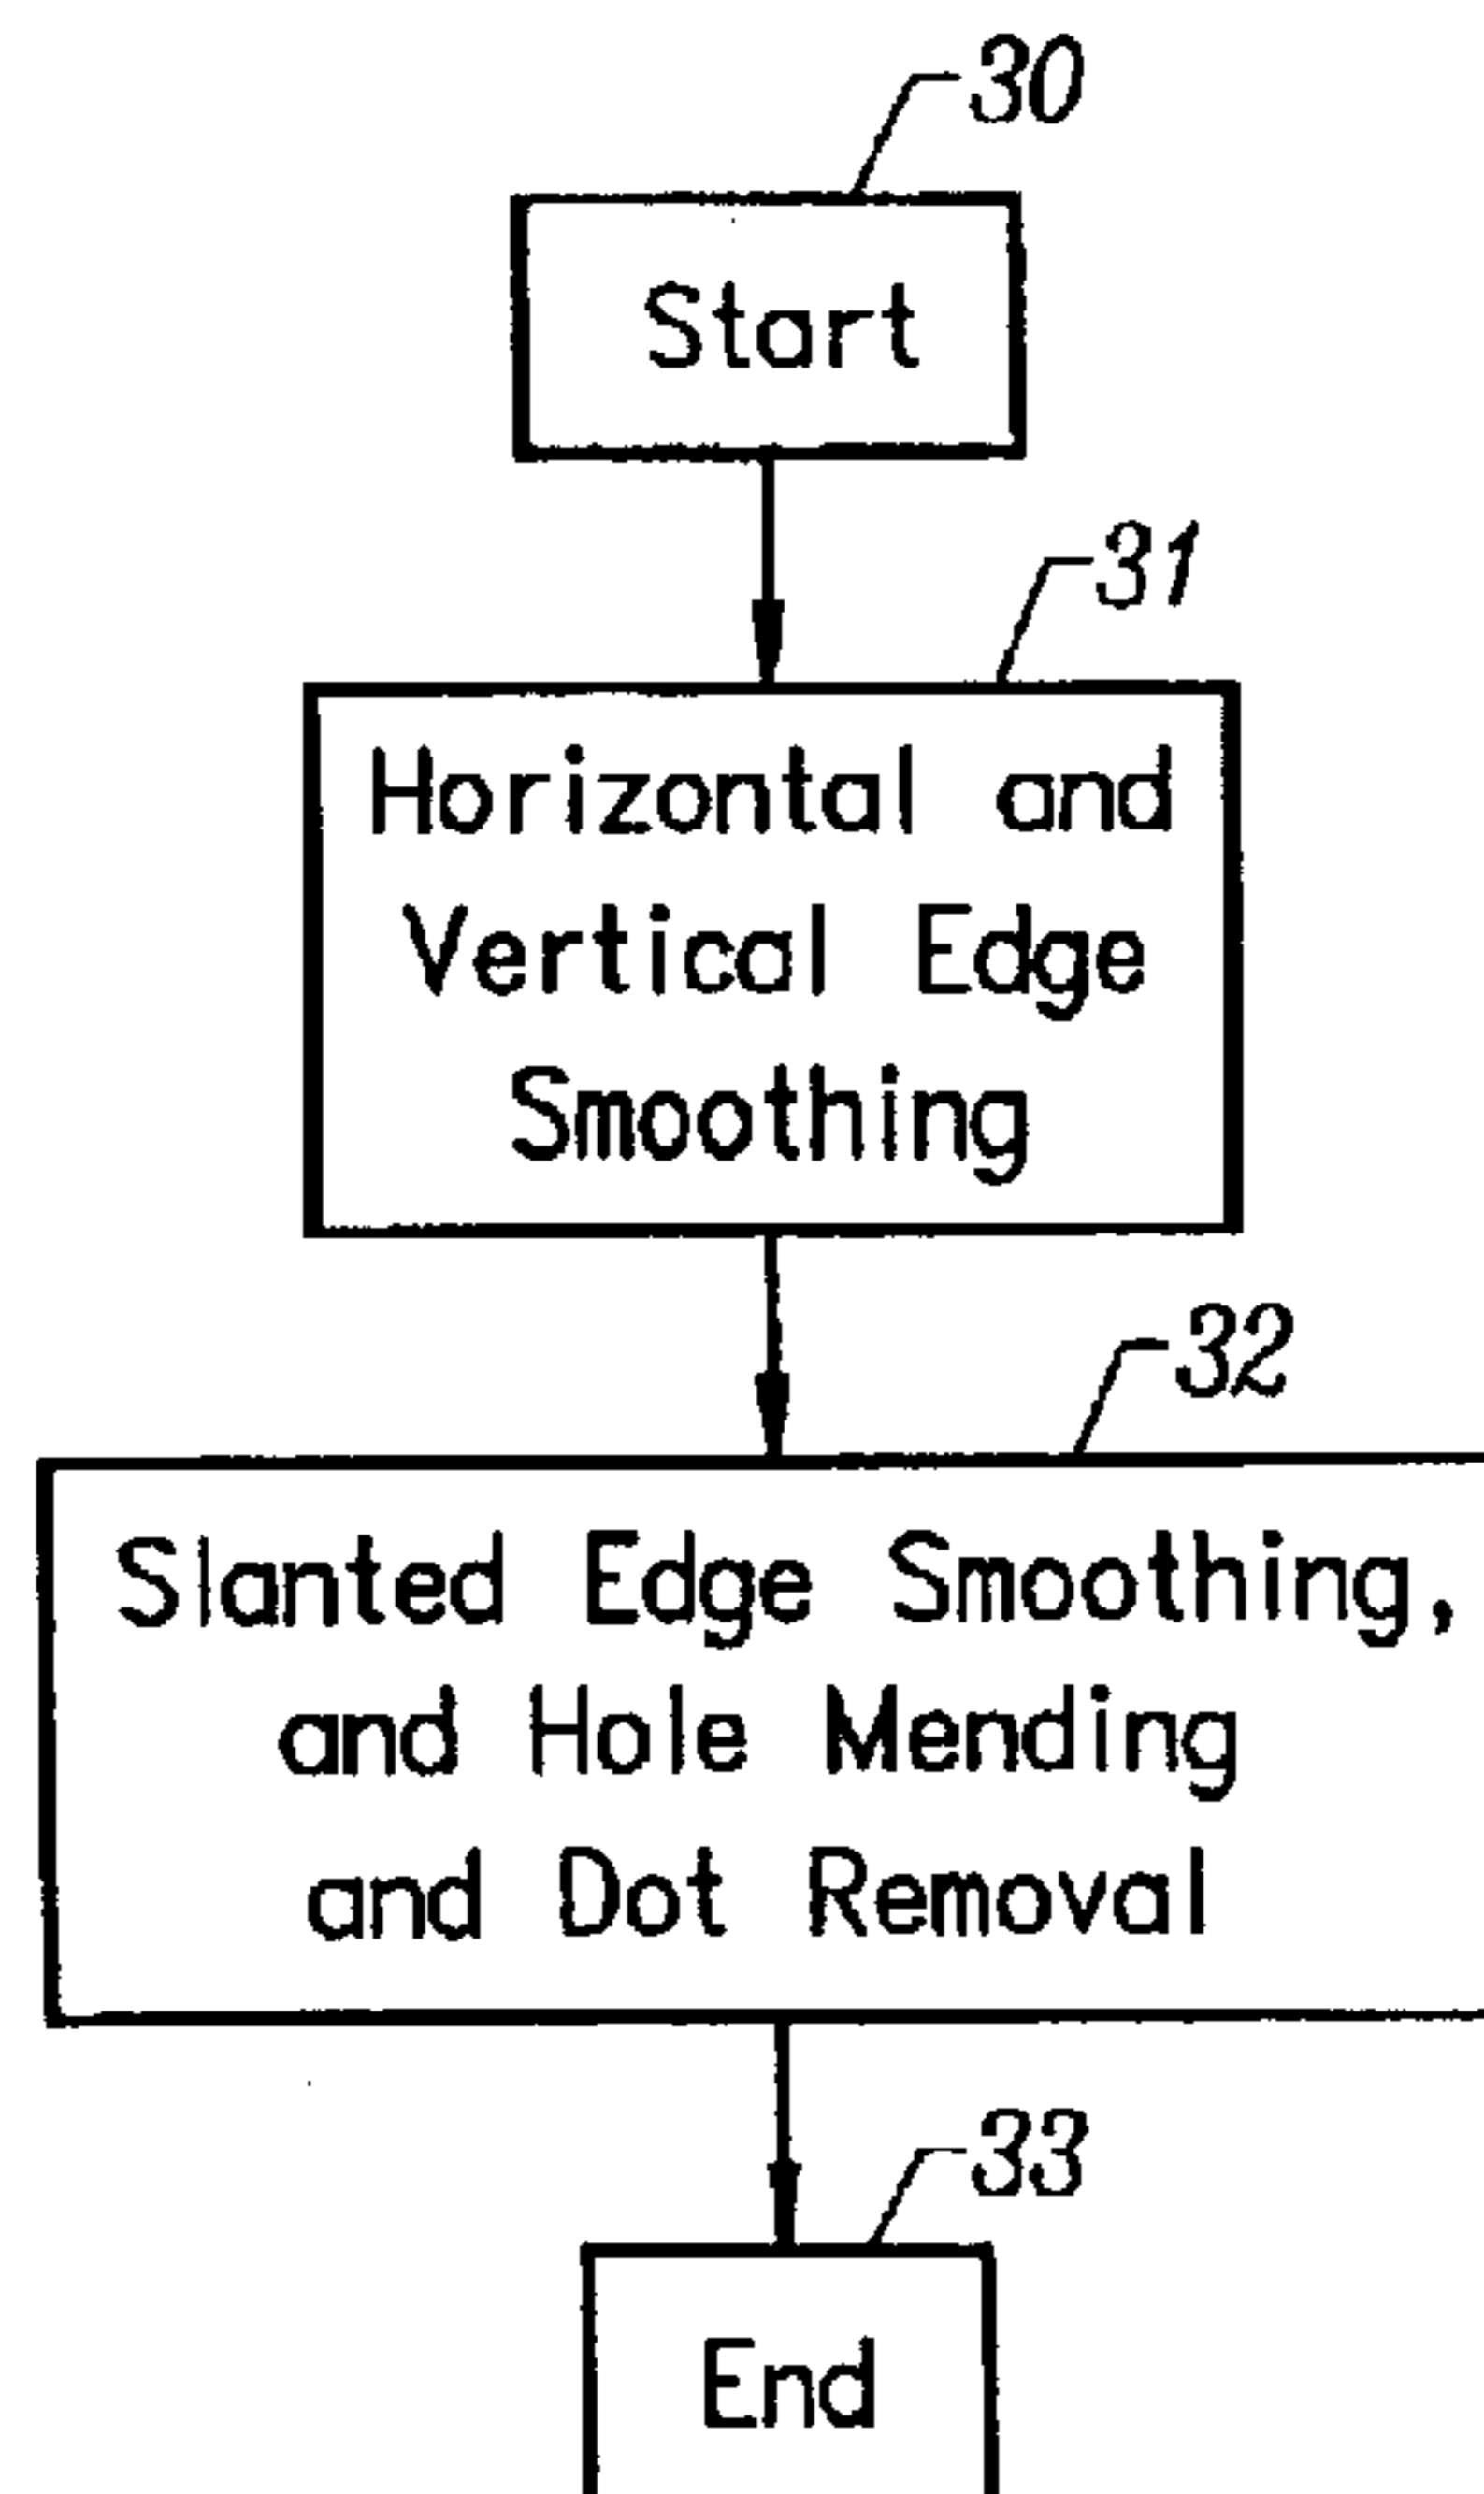 30
Start
31
Horizontal and
Vertical Edge
Smoothing
32
Slanted Edge Smoothing,
and Hole Mending
and Dot Removal
33
End